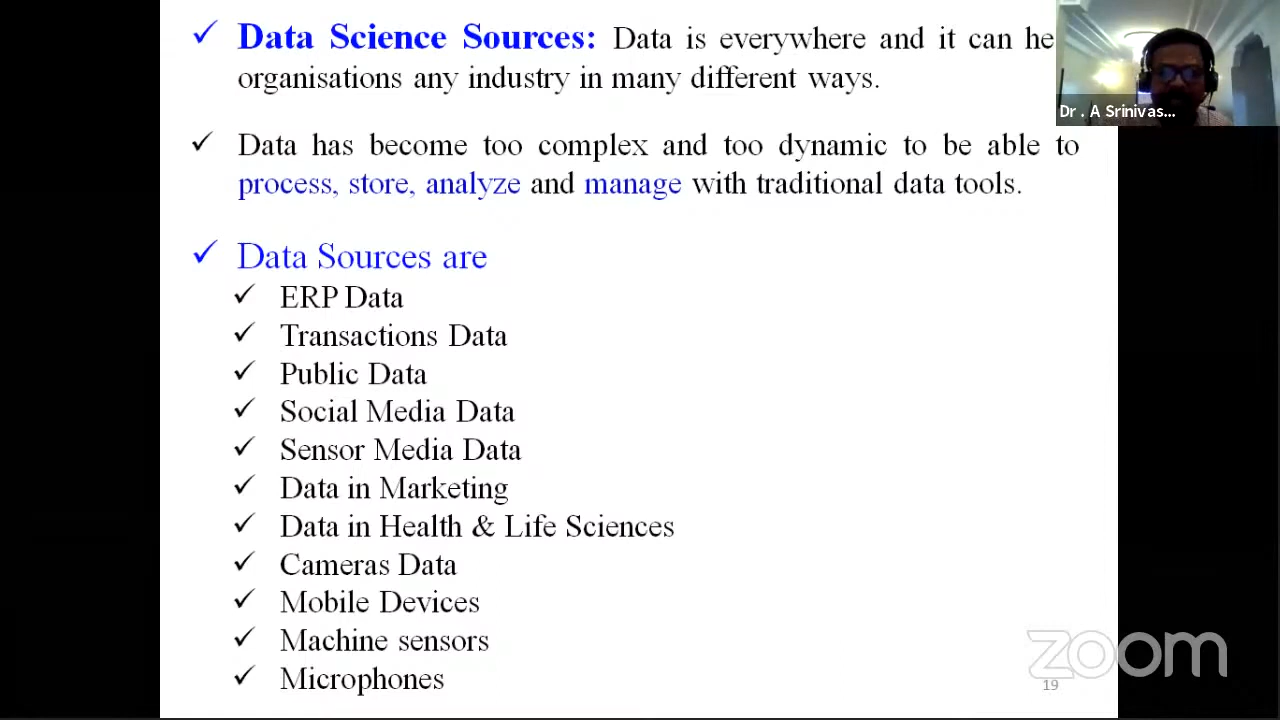 Data Science Sources: Data is everywhere and it can he
organisations any industry in many different ways.
Dr . A Srinivas...
Data has become too complex and too dynamic to be able to
process, store, analyze and manage with traditional data tools.
Data Sources are
ERP Data
Transactions Data
Public Data
Social Media Data
Sensor Media Data
Data in Marketing
Data in Health & Life Sciences
Cameras Data
Mobile Devices
Machine sensors
Microphones
zoom
19